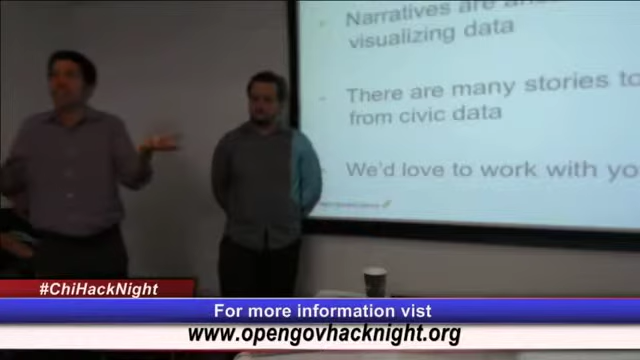 Narratives are
visualizing data
There are many stories to
from civic data
We'd love to work with yo
#ChiHackNight
For more information vist
www.opengovhacknight.org